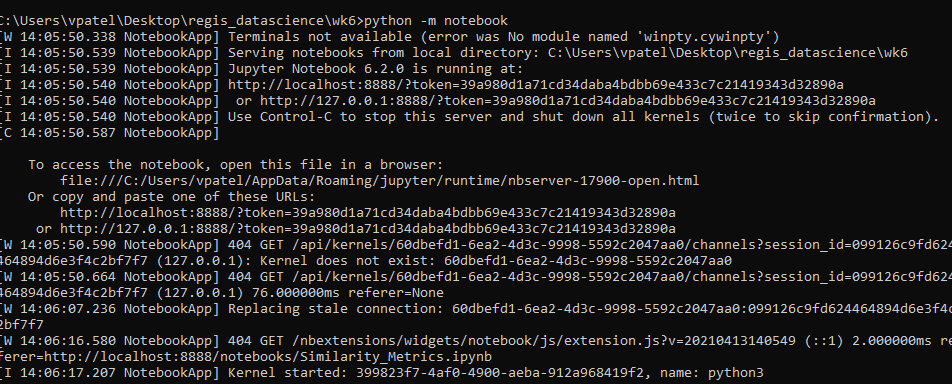 C:\Users\vpatel\Desktop\regis_datascience\wk6>python -m notebook
[W 14:05:50.338 NotebookApp] Terminals not available (error was No module named 'winpty.cywinpty')
[I 14:05:50.539 NotebookApp] Serving notebooks from local directory: C:\Users\vpatel\Desktop\regis_datascience\wk6
[I 14:05:50.539 NotebookApp] Jupyter Notebook 6.2.0 is running at:
[I 14:05:50.540 NotebookApp] http://localhost:8888/?token=39a980d1a71cd34daba4bdbb69e433c7c21419343d32890a
[I 14:05:50.540 NotebookApp]  or http://127.0.0.1:8888/?token=39a980d1a71cd34daba4bdbb69e433c7c21419343d32890a
[I 14:05:50.540 NotebookApp] Use Control-C to stop this server and shut down all kernels (twice to skip confirmation).
[C 14:05:50.587 NotebookApp]
To access the notebook, open this file in a browser:
file:///C:/Users/vpatel/AppData/Roaming/jupyter/runtime/nbserver-17900-open.html
Or copy and paste one of these URLs:
http://localhost:8888/?token=39a980d1a71cd34daba4bdbb69e433c7c21419343d32890a
or http://127.0.0.1:8888/?token=39a980d1a71cd34daba4bdbb69e433c7c21419343d32890a
[W 14:05:50.590 NotebookApp] 404 GET /api/kernels/60dbefd1-6ea2-4d3c-9998-5592c2047aa0/channels?session_id=099126c9fd624
464894d6e3f4c2bf7f7 (127.0.0.1): Kernel does not exist: 60dbefd1-6ea2-4d3c-9998-5592c2047aa0
[W 14:05:50.664 NotebookApp] 404 GET /api/kernels/60dbefd1-6ea2-4d3c-9998-5592c2047aa0/channels?session_id=099126c9fd624
464894d6e3f4c2bf7f7 (127.0.0.1) 76.000000ms referer=None
[W 14:06:07.236 NotebookApp] Replacing stale connection: 60dbefd1-6ea2-4d3c-9998-5592c2047aa0:099126c9fd624464894d6e3f4c
2bf7f7
[W 14:06:16.580 NotebookApp] 404 GET /nbextensions/widgets/notebook/js/extension.js?v=20210413140549 (::1) 2.000000ms re
ferer=http://localhost:8888/notebooks/Similarity_Metrics.ipynb
[I 14:06:17.207 NotebookApp] Kernel started: 399823f7-4af0-4900-aeba-912a968419f2, name: python3